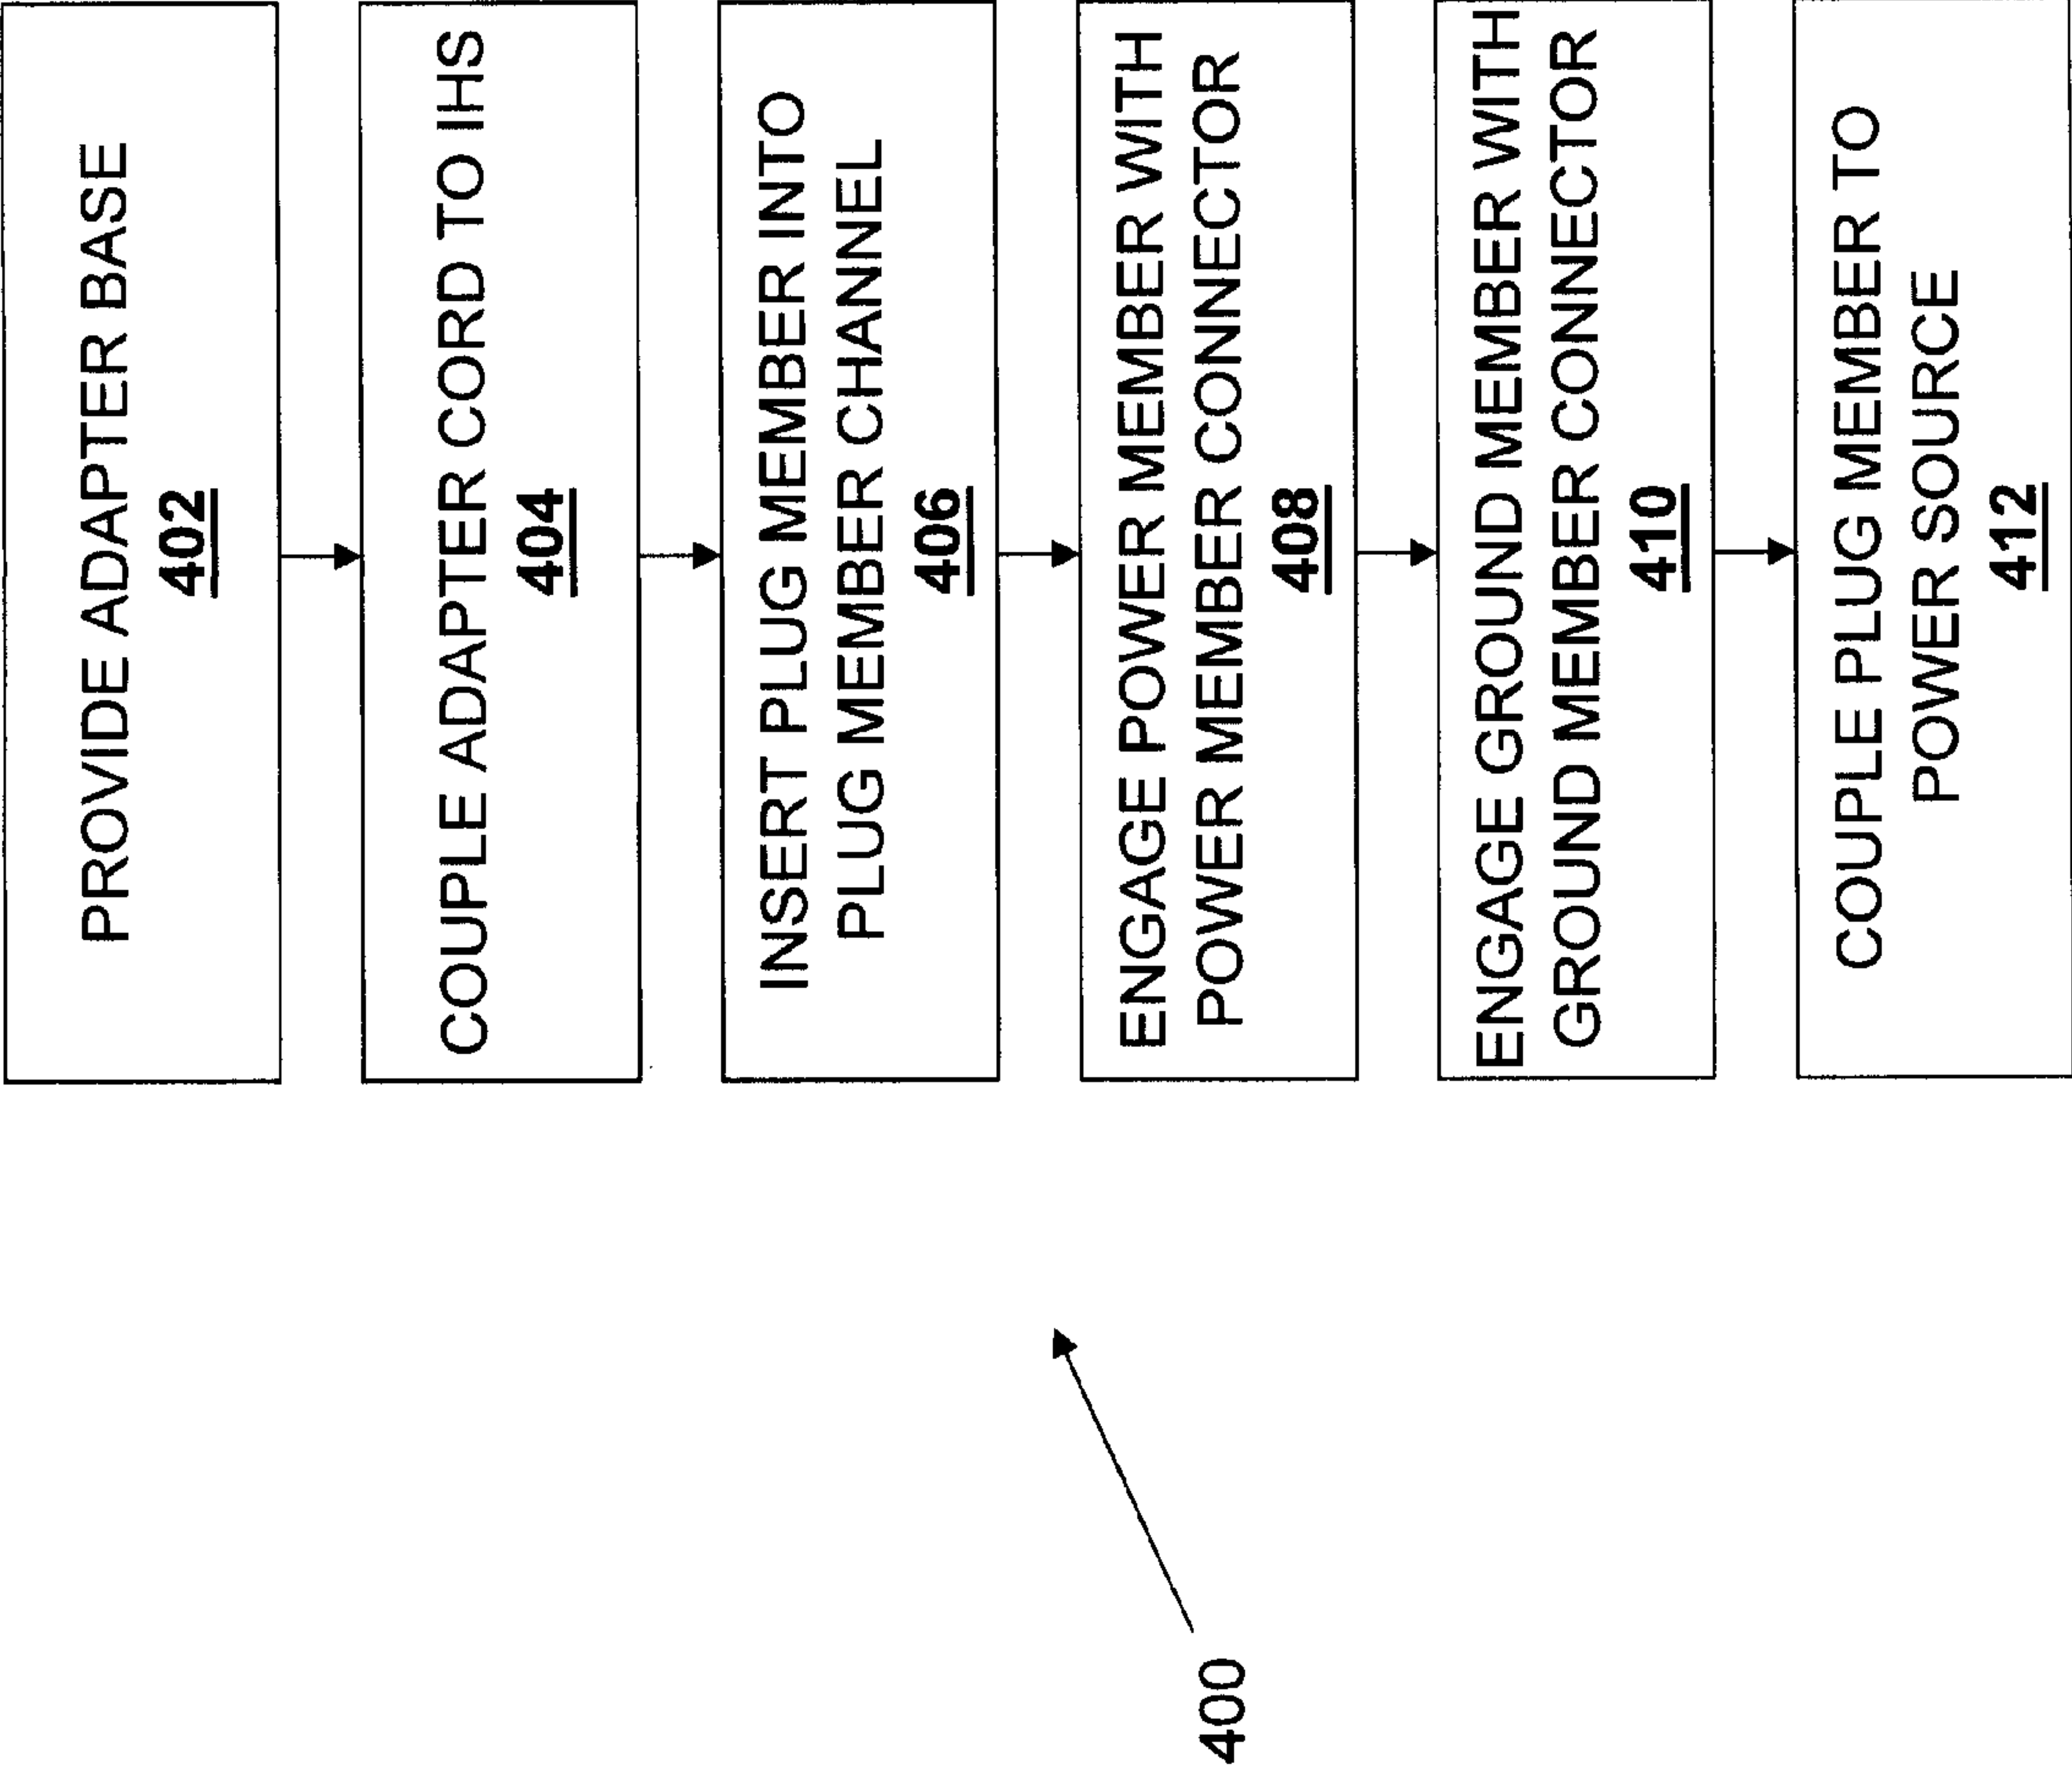 PROVIDE ADAPTER BASE
402
COUPLE ADAPTER CORD TO IHS
404
INSERT PLUG MEMBER INTO
PLUG MEMBER CHANNEL
406
ENGAGE POWER MEMBER WITH
POWER MEMBER CONNECTOR
408
ENGAGE GROUND MEMBER WITH
GROUND MEMBER CONNECTOR
410
COUPLE PLUG MEMBER TO
POWER SOURCE
412
400